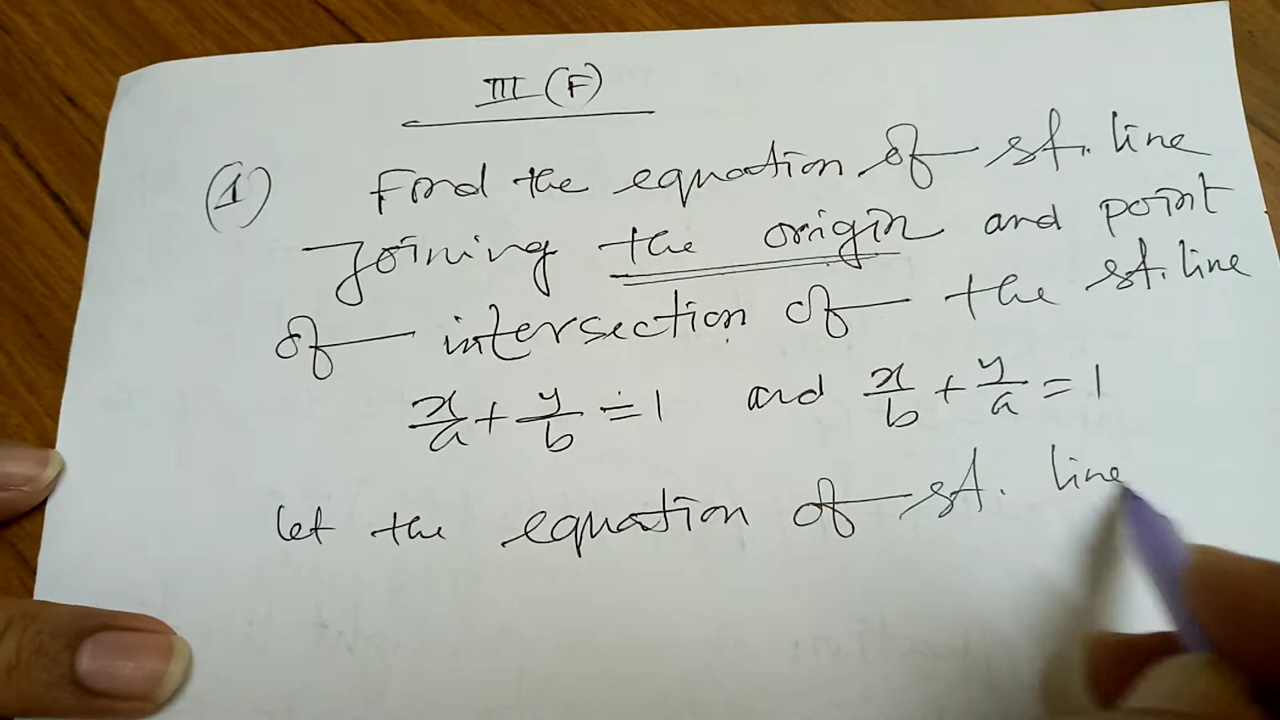 III (F)
(1) Find the equation of st. line
Joining the origin and point
of intersection of the st. line
x/a + y/b = 1 and x/b + y/a = 1
let the equation of st. line